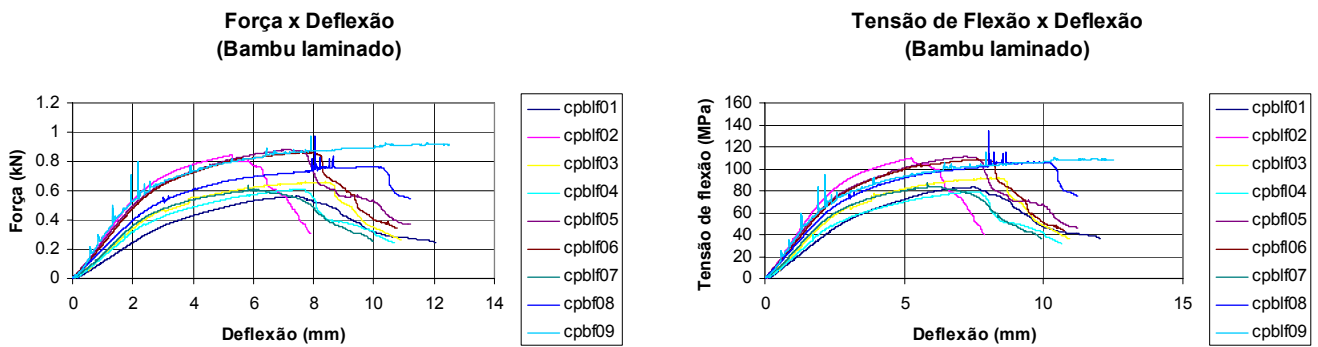 Força x Deflexão
(Bambu laminado)
1.2
1
0.8
0.6
0.4
0.2
0
0 2 4 6 8 10 12 14
Força (kN)
Deflexão (mm)
cpblf01
cpblf02
cpblf03
cpblf04
cpblf05
cpblf06
cpblf07
cpblf08
cpbf09
Tensão de Flexão x Deflexão
(Bambu laminado)
160
140
120
100
80
60
40
20
0
0 5 10 15
Tensão de flexão (MPa)
Deflexão (mm)
cpblf01
cpbfl02
cpblf03
cpbfl04
cpbfl05
cpbfl06
cpblf07
cpblf08
cpblf09